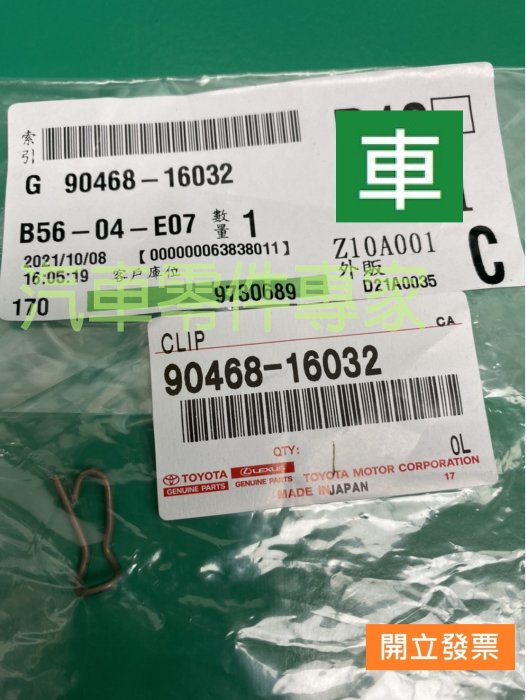 索引
G 90468-16032
車
B56-04-E07 數量 1
2021/10/08 【000000063838011】
16:05:19 客戶庫位
Z10A001
外販
C
170 9730689 D21A0035
汽車零件專家
CLIP CA
90468-16032
QTY: 1 0L
TOYOTA GENUINE PARTS LEXUS GENUINE PARTS TOYOTA MOTOR CORPORATION
MADE IN JAPAN 17
開立發票